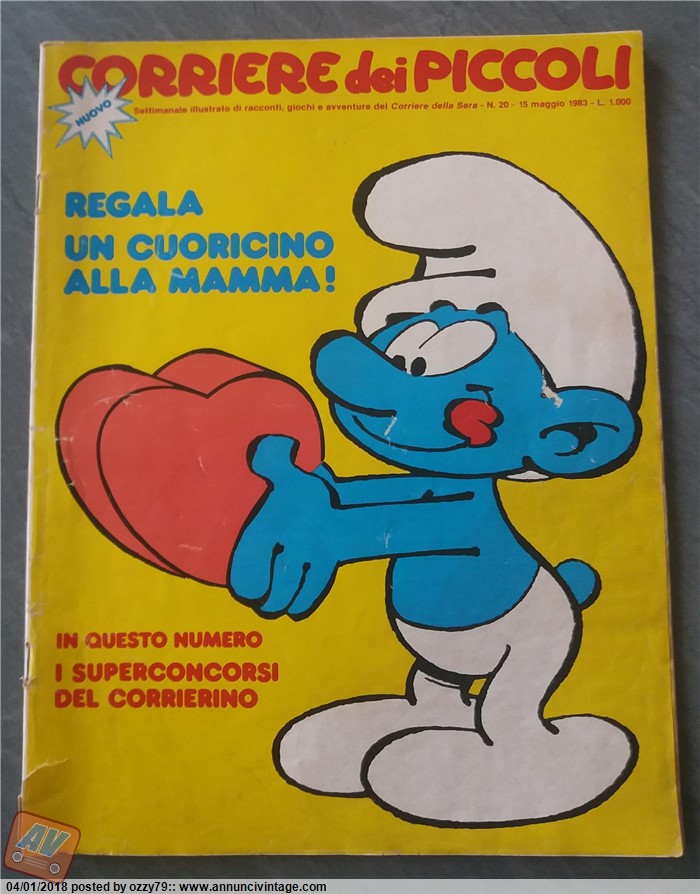 CORRIERE dei PICCOLI
NUOVO
Settimanale illustrato di racconti, giochi e avventure del Corriere della Sera - N. 20 - 15 maggio 1983 - L. 1.000
REGALA
UN CUORICINO
ALLA MAMMA!
IN QUESTO NUMERO
I SUPERCONCORSI
DEL CORRIERINO
AV
04/01/2018 posted by ozzy79:: www.annuncivintage.com